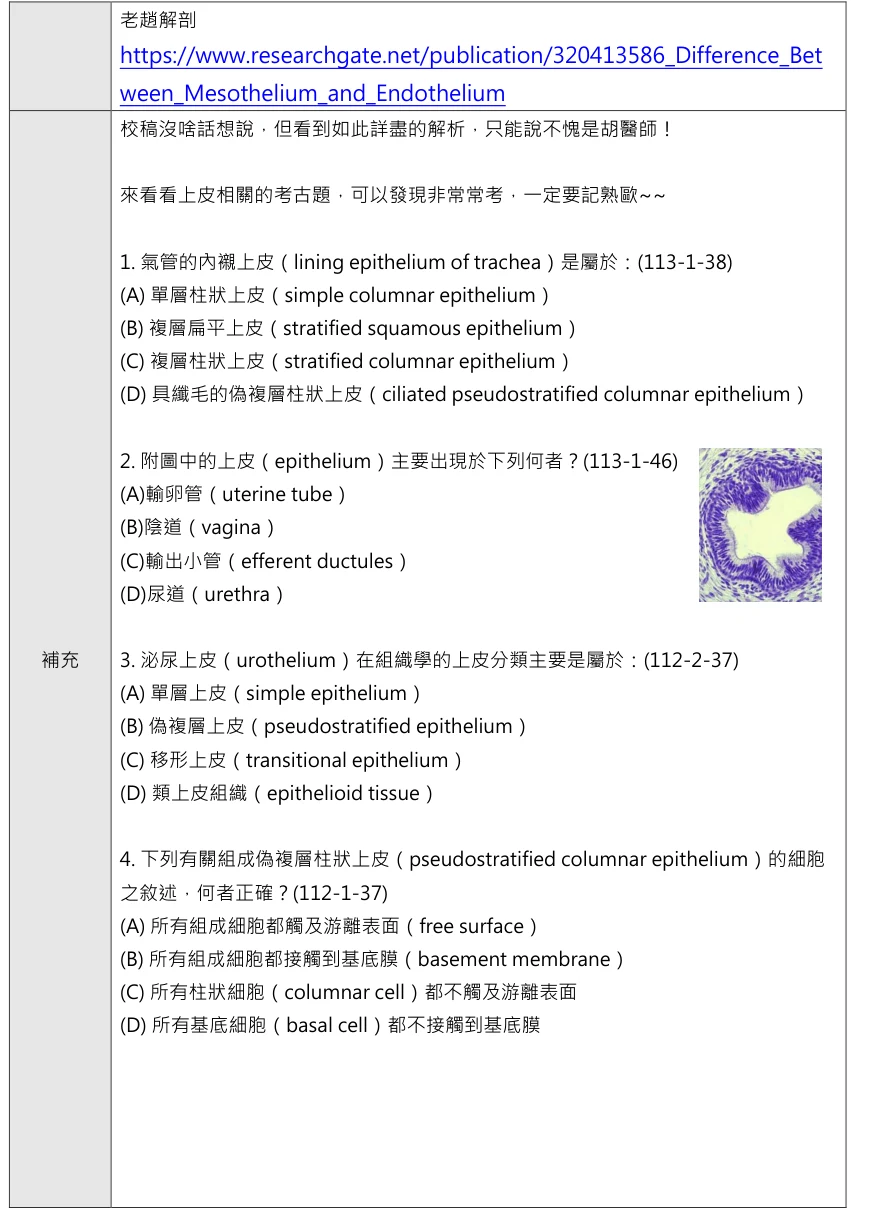 老趙解剖
https://www.researchgate.net/publication/320413586_Difference_Bet
ween_Mesothelium_and_Endothelium
補充
校稿沒啥話想說，但看到如此詳盡的解析，只能說不愧是胡醫師！
來看看上皮相關的考古題，可以發現非常常考，一定要記熟歐~~
1. 氣管的內襯上皮（lining epithelium of trachea）是屬於：(113-1-38)
(A) 單層柱狀上皮（simple columnar epithelium）
(B) 複層扁平上皮（stratified squamous epithelium）
(C) 複層柱狀上皮（stratified columnar epithelium）
(D) 具纖毛的偽複層柱狀上皮（ciliated pseudostratified columnar epithelium）
2. 附圖中的上皮（epithelium）主要出現於下列何者？(113-1-46)
(A)輸卵管（uterine tube）
(B)陰道（vagina）
(C)輸出小管（efferent ductules）
(D)尿道（urethra）
3. 泌尿上皮（urothelium）在組織學的上皮分類主要是屬於：(112-2-37)
(A) 單層上皮（simple epithelium）
(B) 偽複層上皮（pseudostratified epithelium）
(C) 移形上皮（transitional epithelium）
(D) 類上皮組織（epithelioid tissue）
4. 下列有關組成偽複層柱狀上皮（pseudostratified columnar epithelium）的細胞
之敘述，何者正確？(112-1-37)
(A) 所有組成細胞都觸及游離表面（free surface）
(B) 所有組成細胞都接觸到基底膜（basement membrane）
(C) 所有柱狀細胞（columnar cell）都不觸及游離表面
(D) 所有基底細胞（basal cell）都不接觸到基底膜